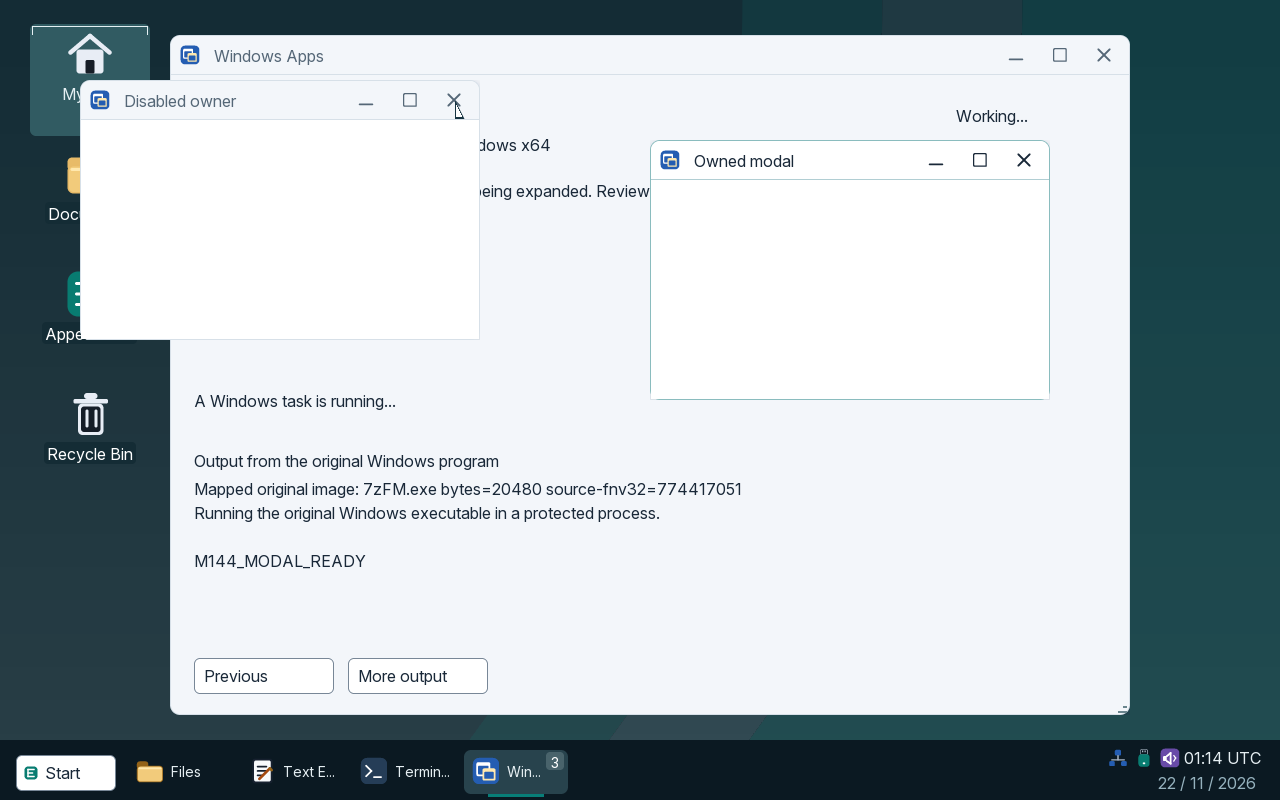 Windows Apps
My
Disabled owner
Working...
dows x64
Owned modal
being expanded. Review
Docu
Appe
A Windows task is running...
Recycle Bin
Output from the original Windows program
Mapped original image: 7zFM.exe bytes=20480 source-fnv32=774417051
Running the original Windows executable in a protected process.
M144_MODAL_READY
Previous
More output
Start
Files
Text E...
Termin...
Win...
3
01:14 UTC
22 / 11 / 2026